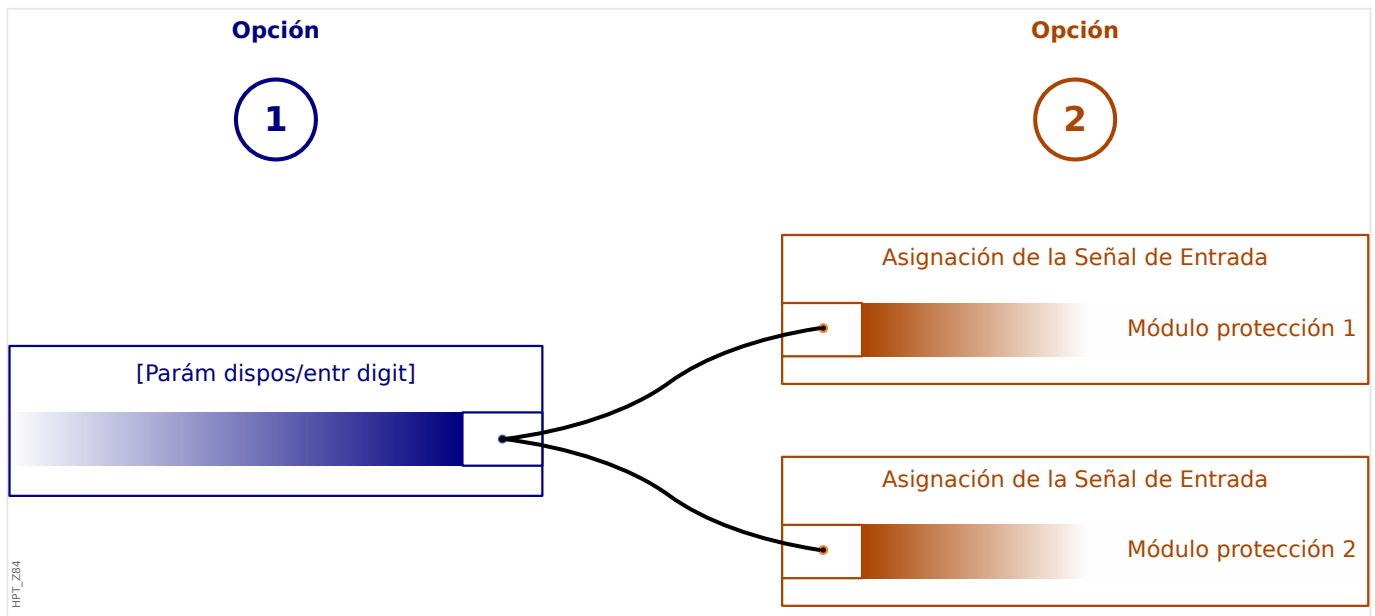 Opción
1
Opción
2
[Parám dispos/entr digit]
Asignación de la Señal de Entrada
Módulo protección 1
Asignación de la Señal de Entrada
Módulo protección 2
HPT_Z84